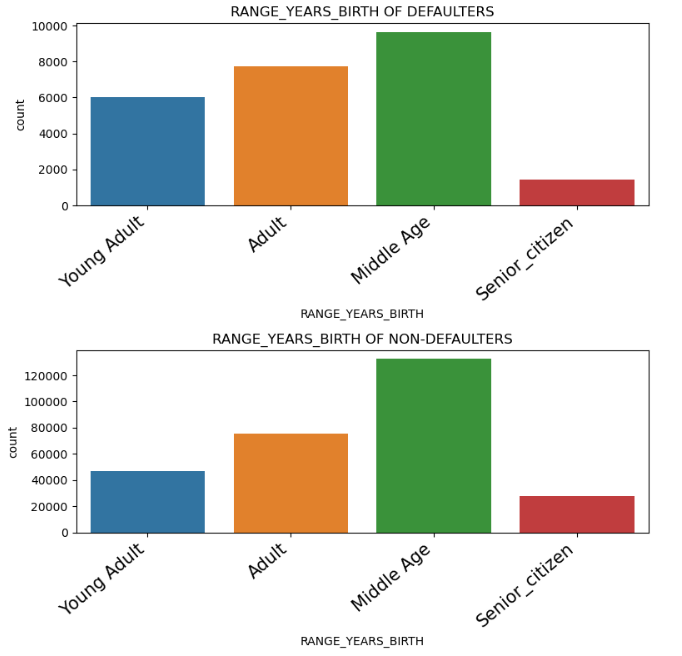 RANGE_YEARS_BIRTH OF DEFAULTERS
10000
8000
6000
4000
2000
0
count
Young Adult
Adult
Middle Age
Senior_citizen
RANGE_YEARS_BIRTH
RANGE_YEARS_BIRTH OF NON-DEFAULTERS
120000
100000
80000
60000
40000
20000
0
count
Young Adult
Adult
Middle Age
Senior_citizen
RANGE_YEARS_BIRTH